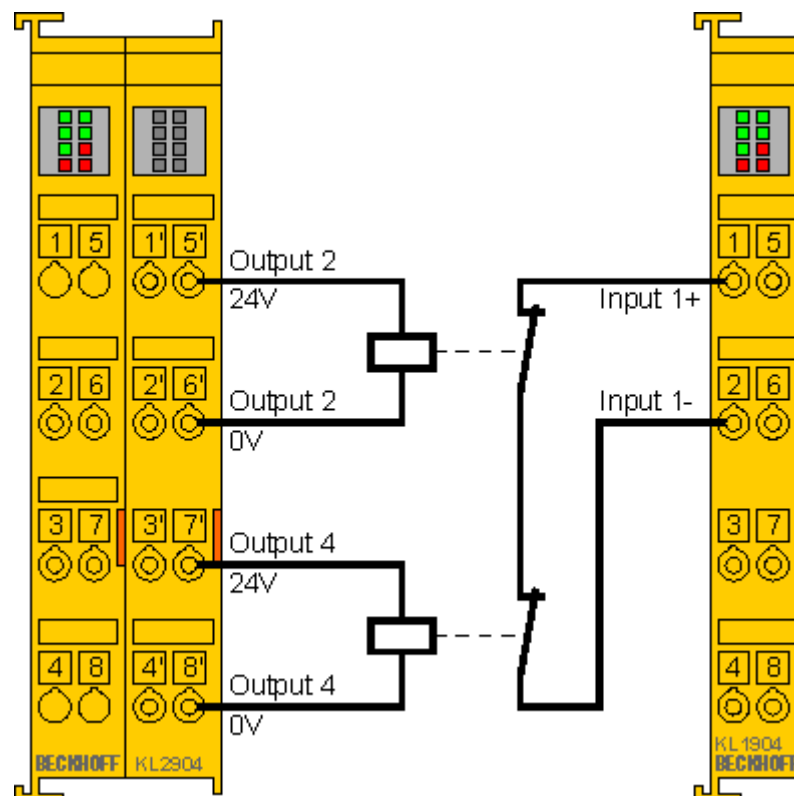 1 5 1' 5'
Output 2
24V
2 6 2' 6'
Output 2
0V
3 7 3' 7'
Output 4
24V
4 8 4' 8'
Output 4
0V
BECKHOFF KL2904
1 5
Input 1+
2 6
Input 1-
3 7
4 8
KL1904
BECKHOFF